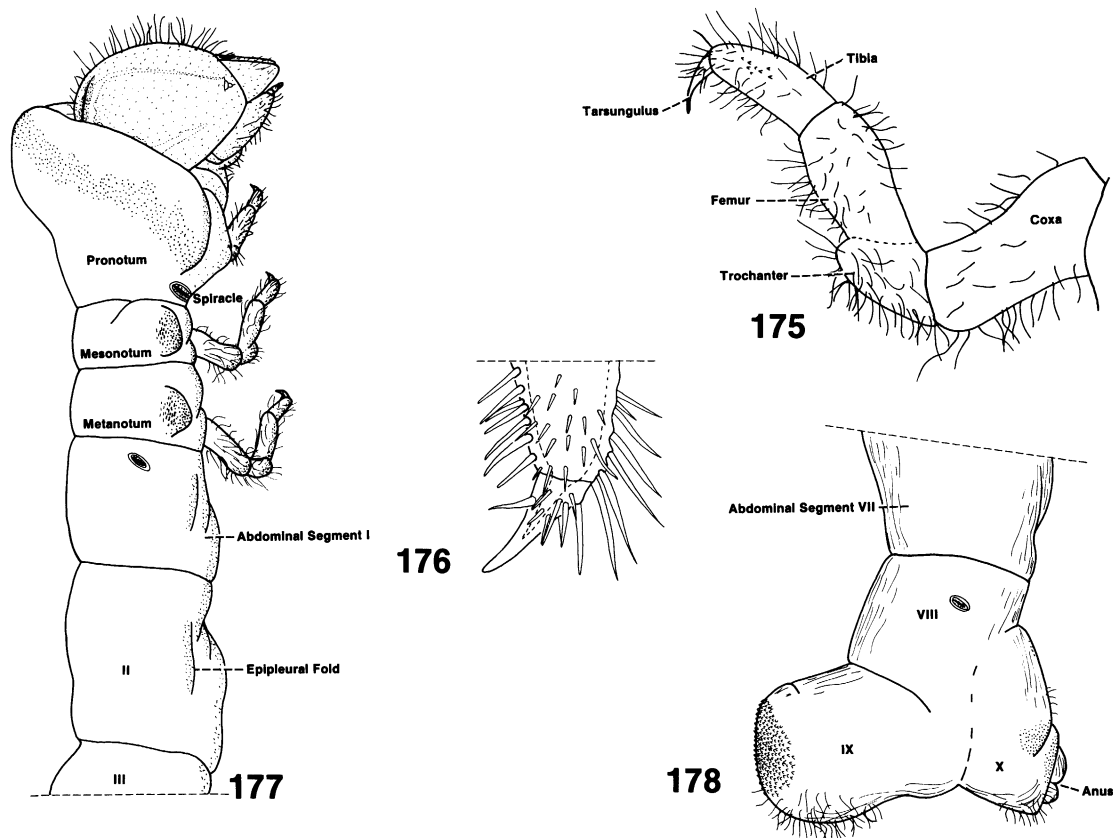 Pronotum
Spiracle
Mesonotum
Metanotum
Abdominal Segment I
II
Epipleural Fold
III
177
Tibia
Tarsungulus
Femur
Coxa
Trochanter
175
176
Abdominal Segment VII
VIII
IX
X
178
Anus